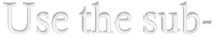 Use the sub-